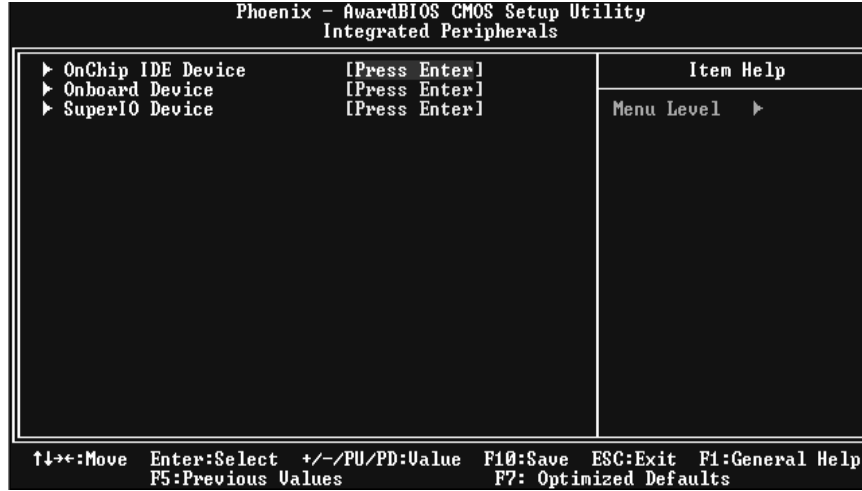 Phoenix - AwardBIOS CMOS Setup Utility
Integrated Peripherals
▶ OnChip IDE Device [Press Enter]
▶ Onboard Device [Press Enter]
▶ SuperIO Device [Press Enter]
Item Help
Menu Level ▶
↑↓→←:Move Enter:Select +/-/PU/PD:Value F10:Save ESC:Exit F1:General Help
F5:Previous Values F7: Optimized Defaults